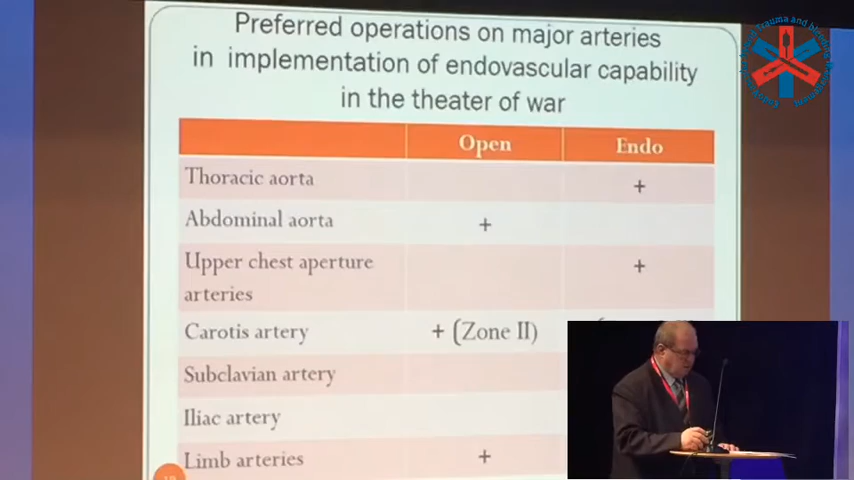 Preferred operations on major arteries
in implementation of endovascular capability
in the theater of war
Open Endo
Thoracic aorta +
Abdominal aorta +
Upper chest aperture +
arteries
Carotis artery + (Zone II)
Subclavian artery
Iliac artery
Limb arteries +